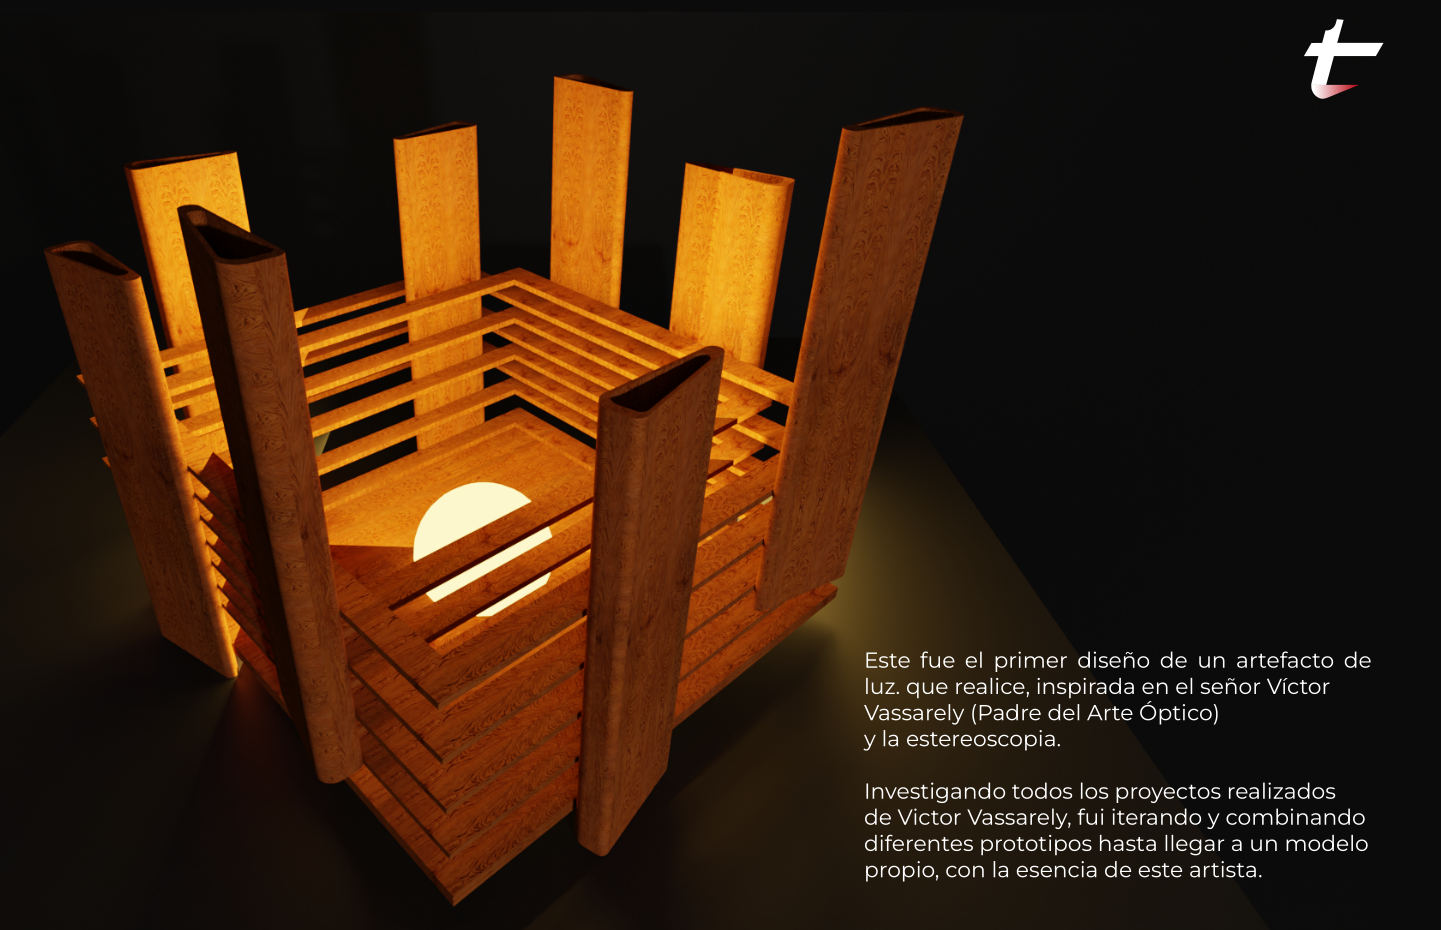 Este fue el primer diseño de un artefacto de
luz. que realice, inspirada en el señor Víctor
Vassarely (Padre del Arte Óptico)
y la estereoscopia.
Investigando todos los proyectos realizados
de Victor Vassarely, fui iterando y combinando
diferentes prototipos hasta llegar a un modelo
propio, con la esencia de este artista.